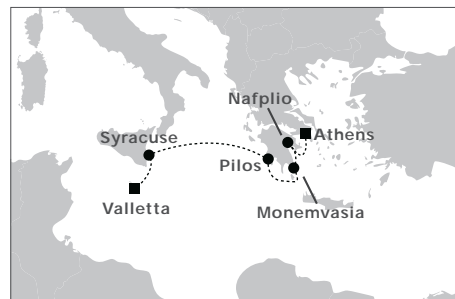 Nafplio
Syracuse
Athens
Pilos
Valletta
Monemvasia